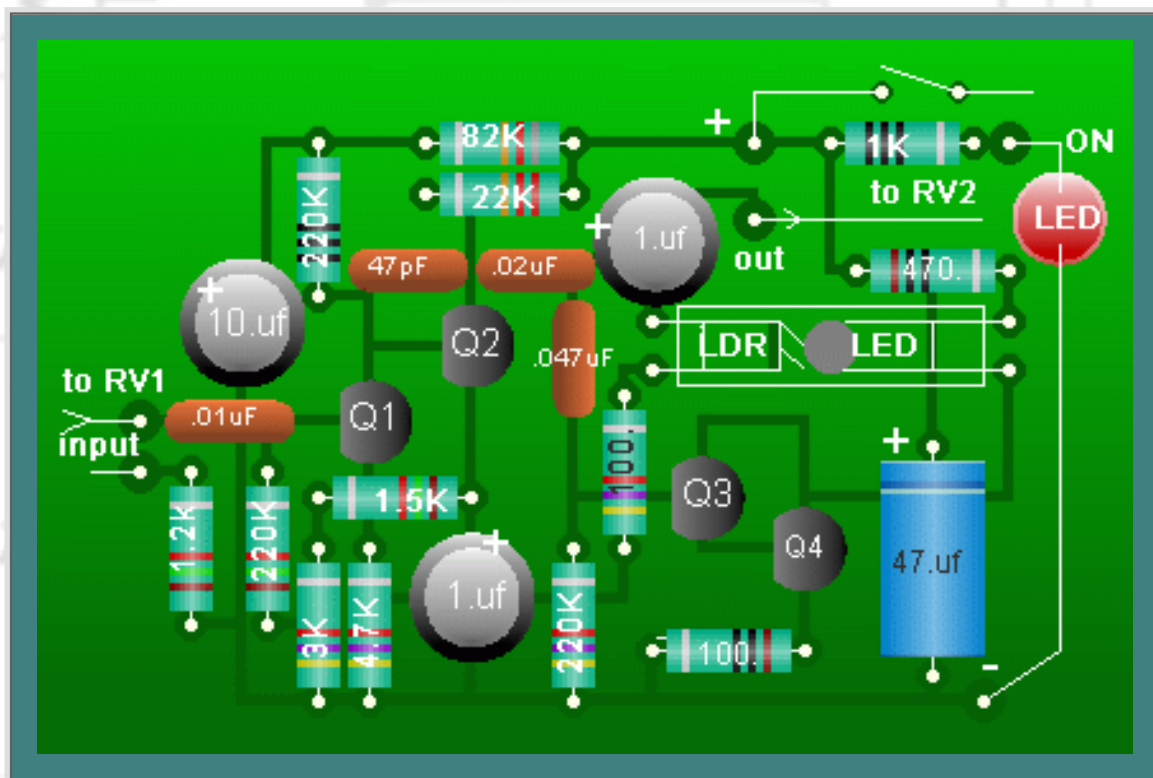 +
82K
ON
1K
22K
to RV2
220K
+
LED
1.uf
out
47pF
.02uF
470.
+
10.uf
Q2
LDR
LED
.047uF
to RV1
.01uF
Q1
input
+
100.
1.5K
Q3
1.2K
220K
+
Q4
47.uf
1.uf
3K
4.7K
220K
100.
-